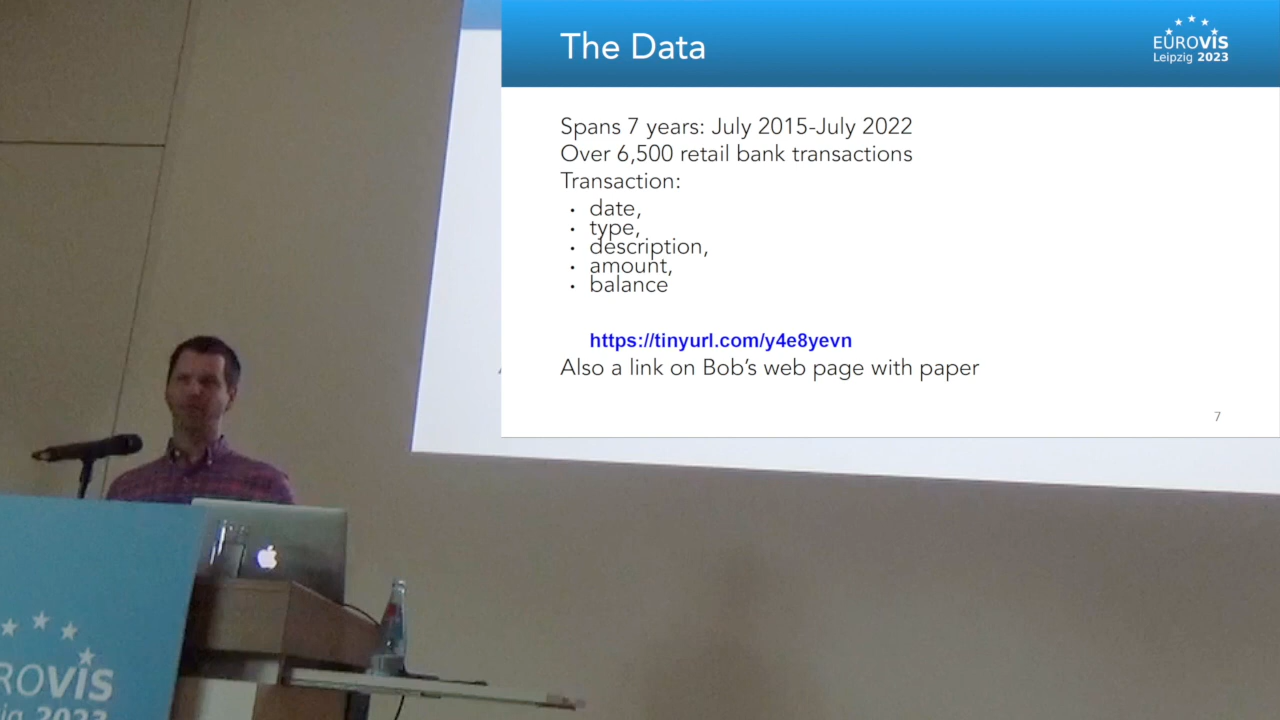 The Data
EUROVIS
Leipzig 2023
Spans 7 years: July 2015-July 2022
Over 6,500 retail bank transactions
Transaction:
• date,
• type,
• description,
• amount,
• balance
https://tinyurl.com/y4e8yevn
Also a link on Bob's web page with paper
7
ROVIS
zig 2023